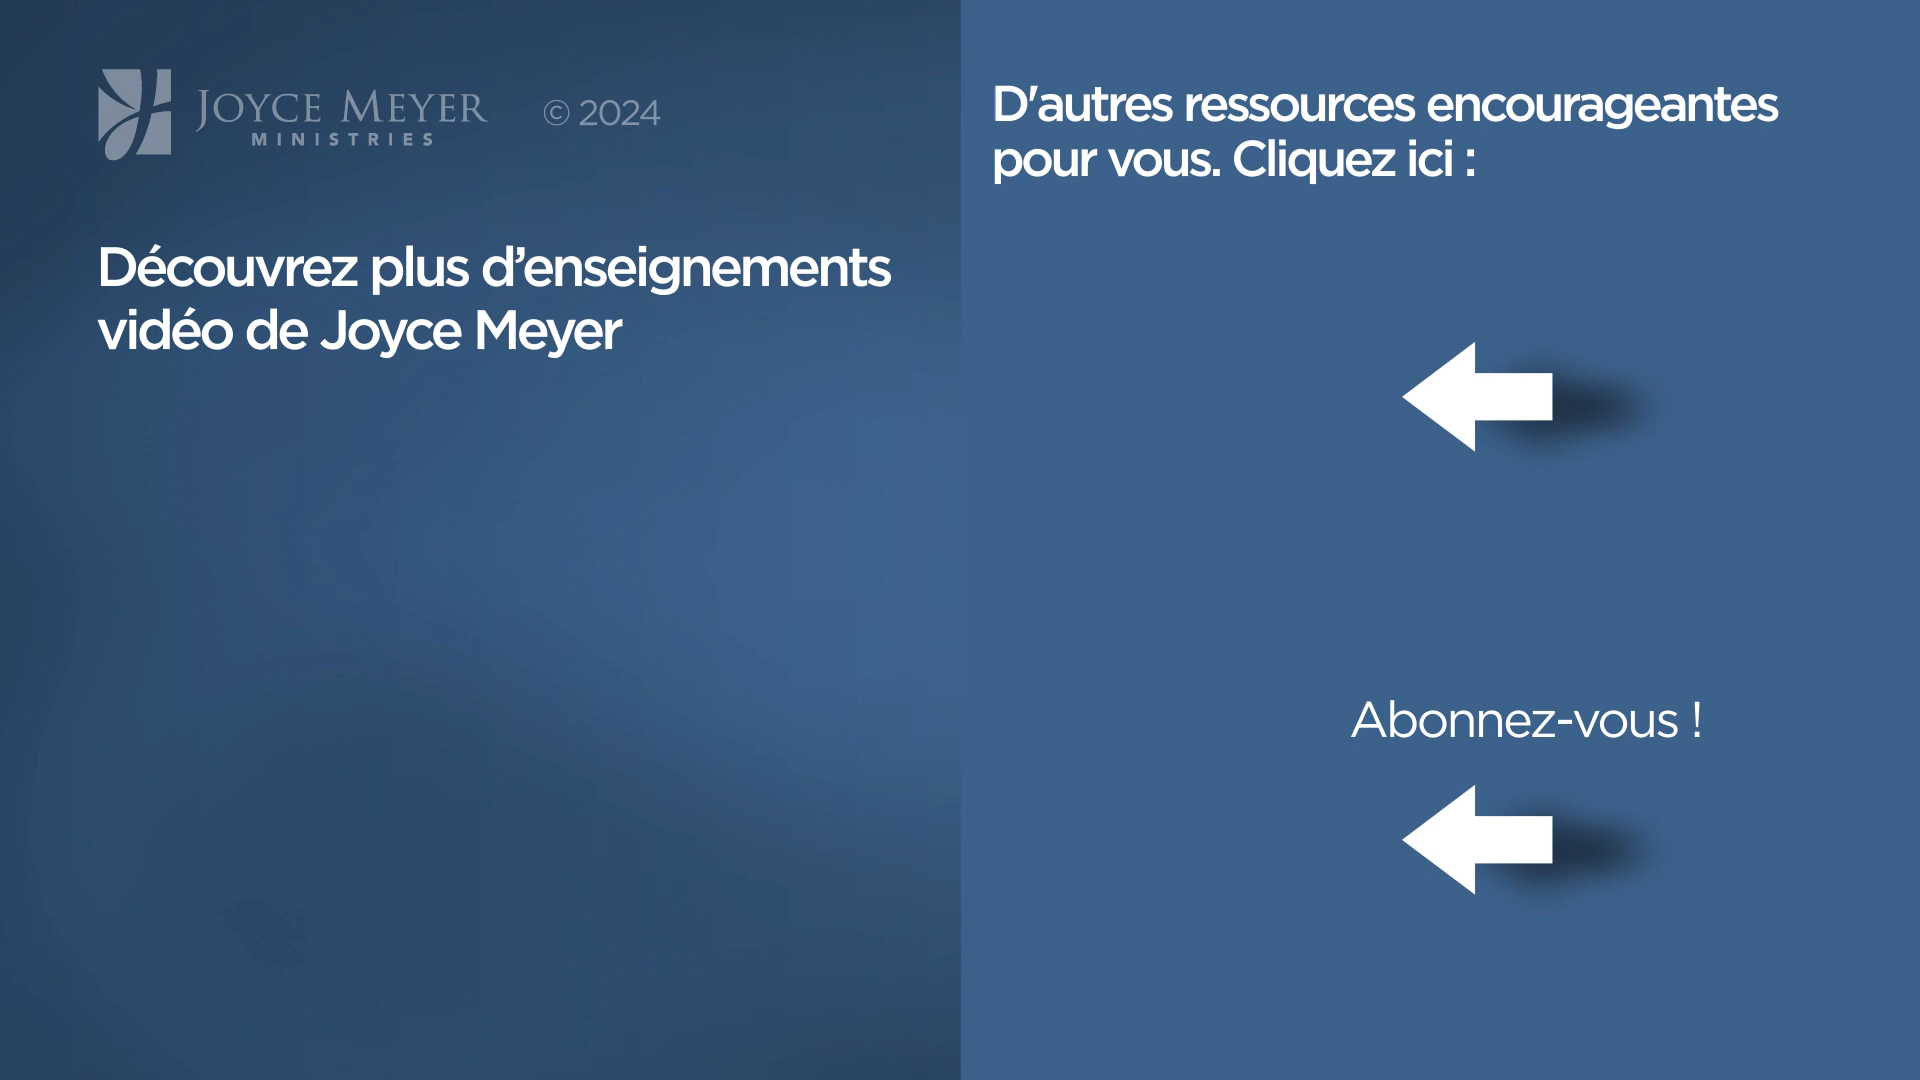 JOYCE MEYER
MINISTRIES
© 2024
Découvrez plus d’enseignements
vidéo de Joyce Meyer
D'autres ressources encourageantes
pour vous. Cliquez ici :
Abonnez-vous !